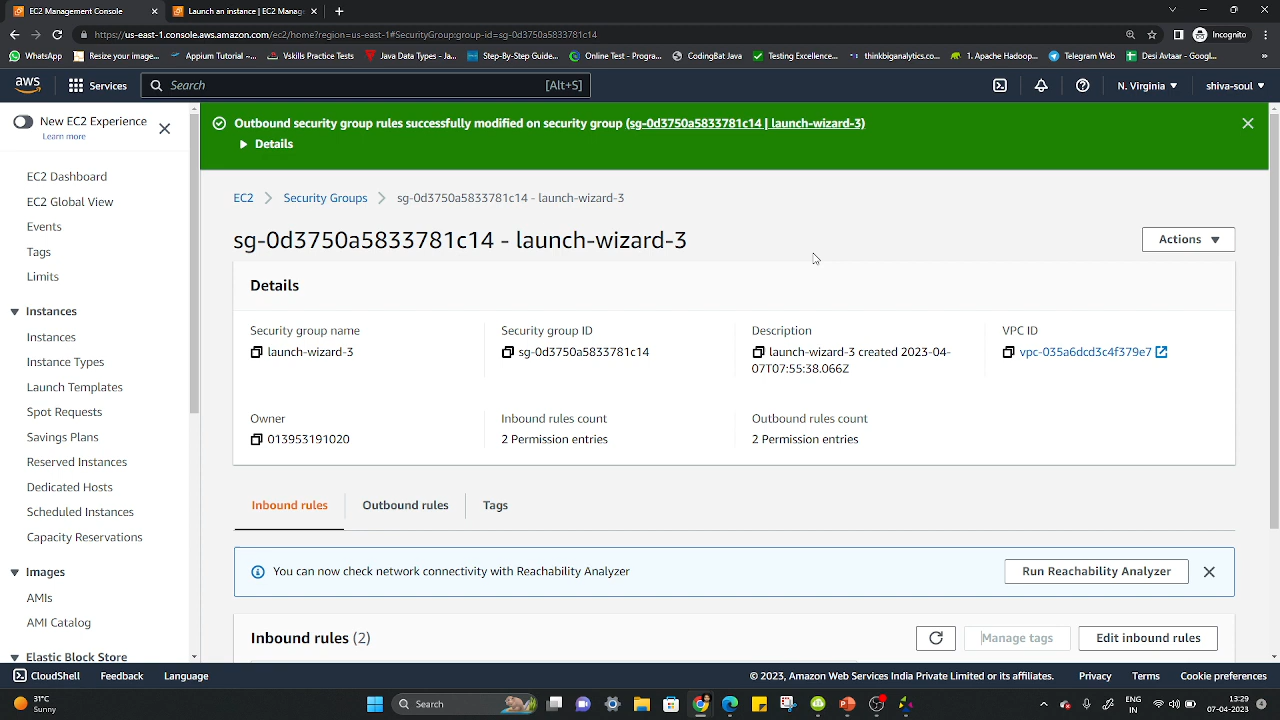 EC2 Management Console
Launch an instance | EC2 Manag
https://us-east-1.console.aws.amazon.com/ec2/home?region=us-east-1#SecurityGroup:group-id=sg-0d3750a5833781c14
Incognito
WhatsApp
Resize your image...
Appium Tutorial -...
Vskills Practice Tests
Java Data Types - Ja...
Step-By-Step Guide...
Online Test - Progra...
CodingBat Java
Testing Excellence...
thinkbiganalytics.co...
1. Apache Hadoop...
Telegram Web
Desi Avtaar - Googl...
»
aws
Services
Search
[Alt+S]
N. Virginia
shiva-soul
New EC2 Experience
Learn more
EC2 Dashboard
EC2 Global View
Events
Tags
Limits
Instances
Instances
Instance Types
Launch Templates
Spot Requests
Savings Plans
Reserved Instances
Dedicated Hosts
Scheduled Instances
Capacity Reservations
Images
AMIs
AMI Catalog
Elastic Block Store
Outbound security group rules successfully modified on security group (sg-0d3750a5833781c14 | launch-wizard-3)
Details
EC2
Security Groups
sg-0d3750a5833781c14 - launch-wizard-3
sg-0d3750a5833781c14 - launch-wizard-3
Actions
Details
Security group name
launch-wizard-3
Security group ID
sg-0d3750a5833781c14
Description
launch-wizard-3 created 2023-04-
07T07:55:38.066Z
VPC ID
vpc-035a6dcd3c4f379e7
Owner
013953191020
Inbound rules count
2 Permission entries
Outbound rules count
2 Permission entries
Inbound rules
Outbound rules
Tags
You can now check network connectivity with Reachability Analyzer
Run Reachability Analyzer
Inbound rules (2)
Manage tags
Edit inbound rules
CloudShell
Feedback
Language
© 2023, Amazon Web Services India Private Limited or its affiliates.
Privacy
Terms
Cookie preferences
31°C
Sunny
Search
ENG
IN
13:29
07-04-2023